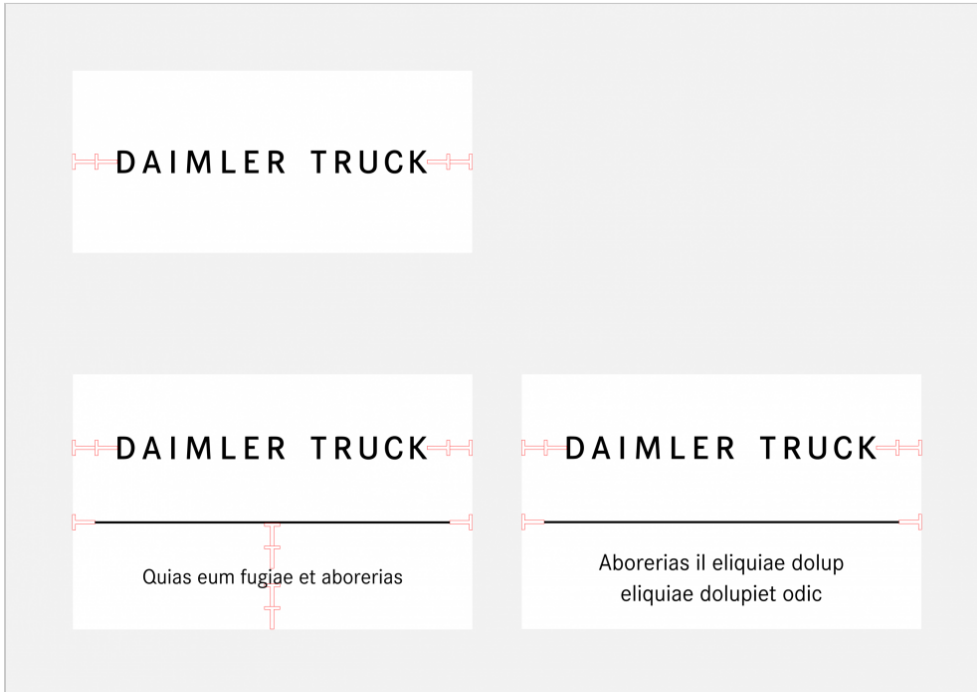 DAIMLER TRUCK
DAIMLER TRUCK
Quias eum fugiae et aborerias
DAIMLER TRUCK
Aborerias il eliquiae dolup
eliquiae dolupiet odic